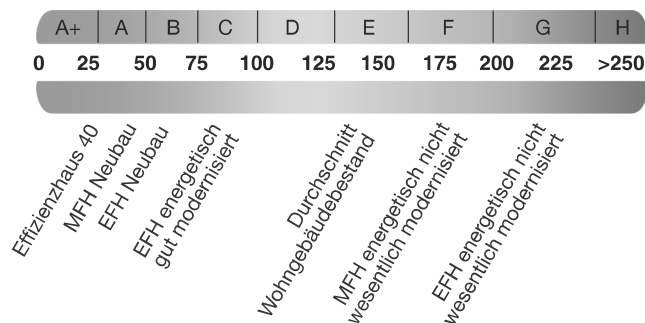 A+ A B C D E F G H
0 25 50 75 100 125 150 175 200 225 >250
Effizienzhaus 40
MFH Neubau
EFH Neubau
EFH energetisch
gut modernisiert
Durchschnitt
Wohngebäudebestand
MFH energetisch nicht
wesentlich modernisiert
EFH energetisch nicht
wesentlich modernisiert